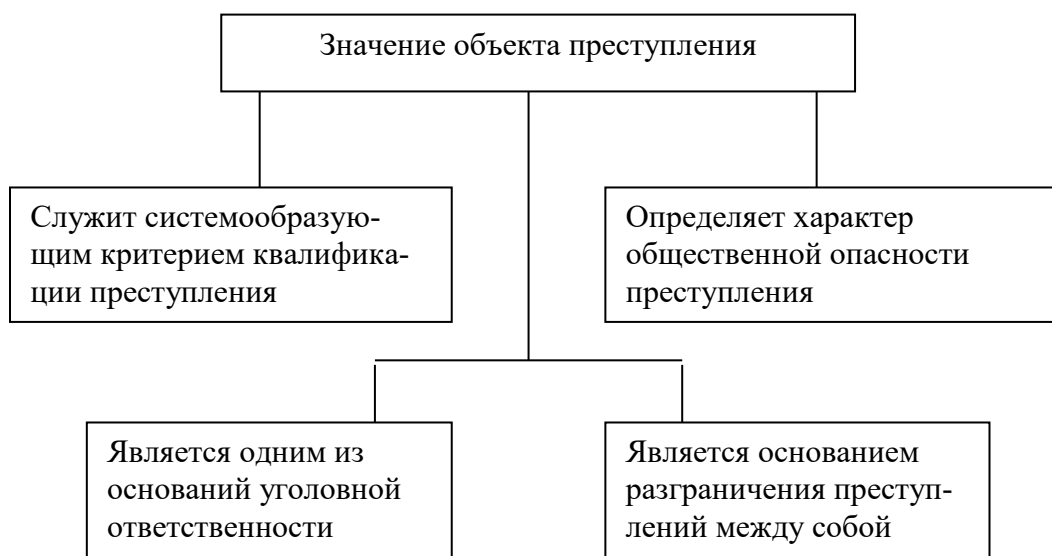 Значение объекта преступления
Служит системообразую-
щим критерием квалифика-
ции преступления
Определяет характер
общественной опасности
преступления
Является одним из
оснований уголовной
ответственности
Является основанием
разграничения преступ-
лений между собой